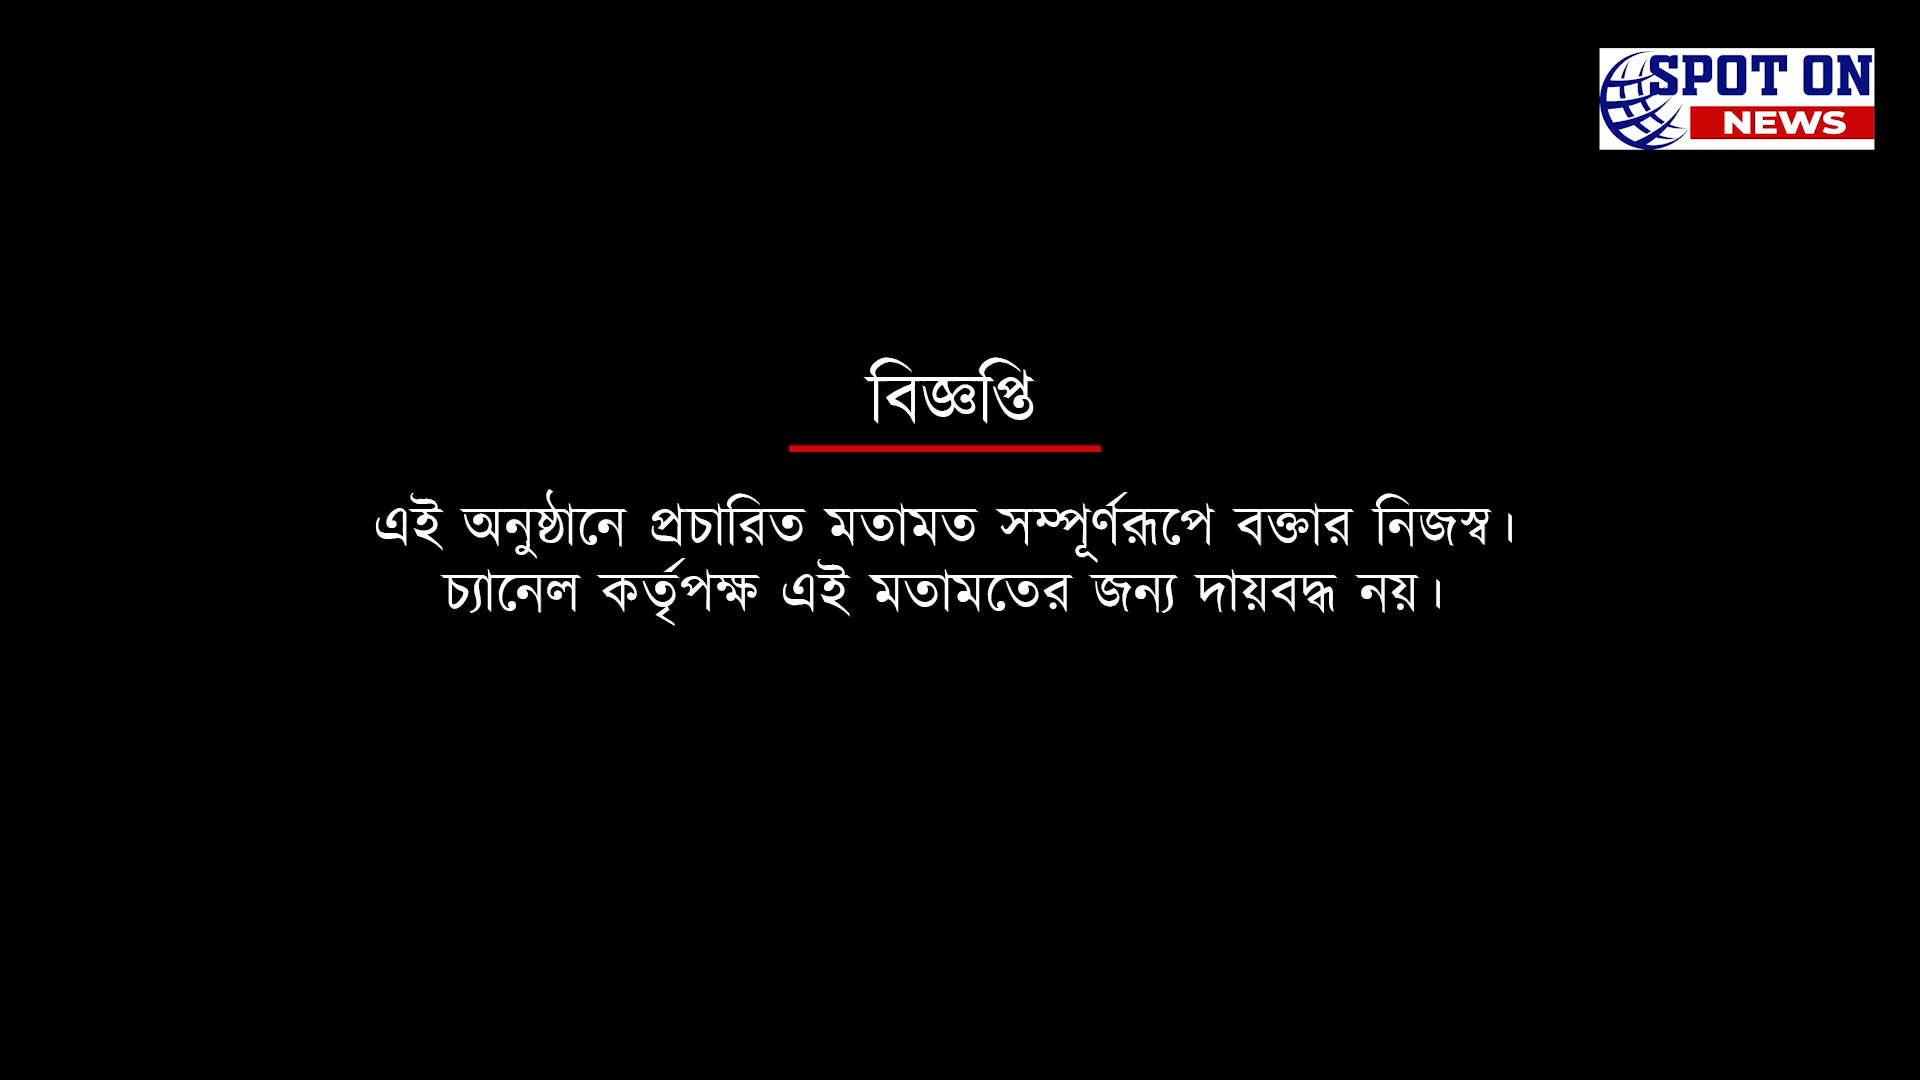 SPOT ON
NEWS
বিজ্ঞপ্তি
এই অনুষ্ঠানে প্রচারিত মতামত সম্পূর্ণরূপে বক্তার নিজস্ব।
চ্যানেল কর্তৃপক্ষ এই মতামতের জন্য দায়বদ্ধ নয়।